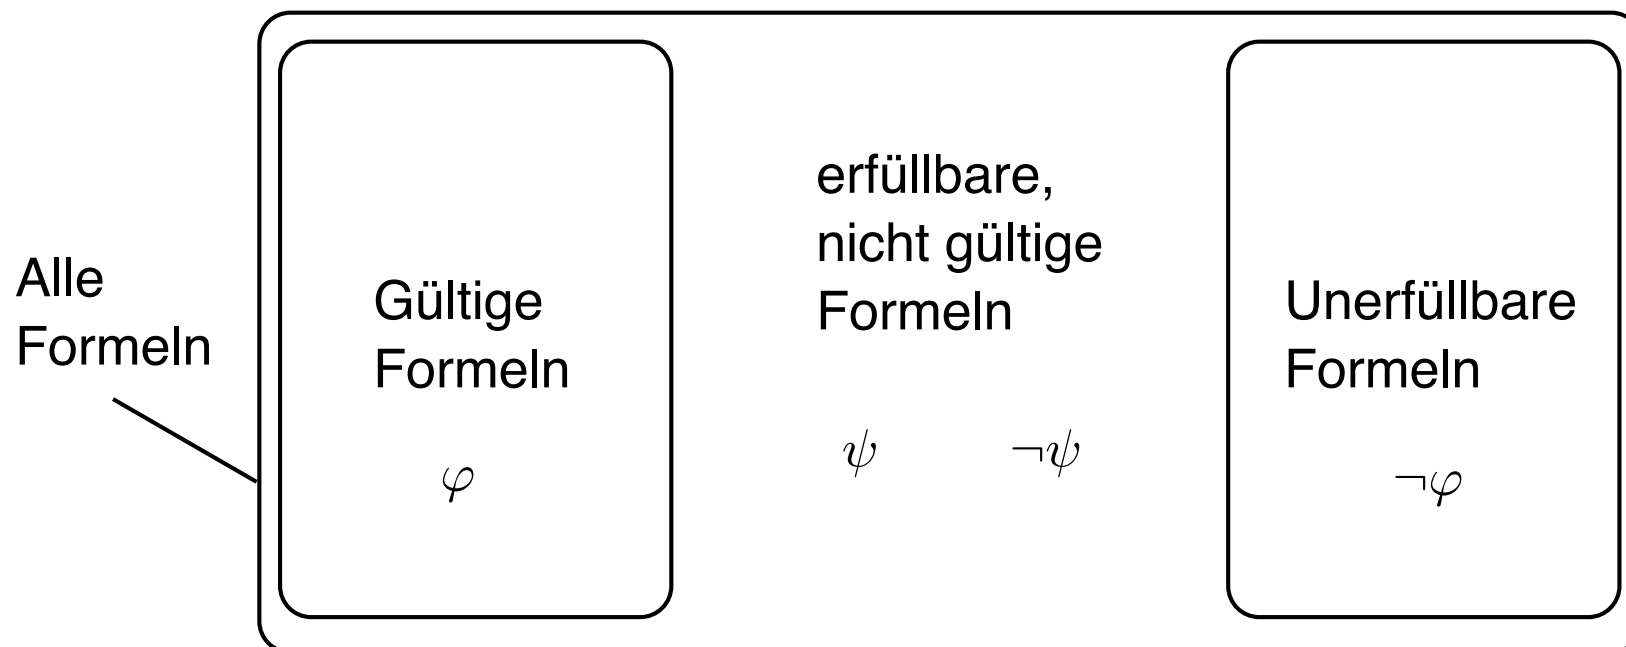 Alle
Formeln
Gültige
Formeln
φ
erfüllbare,
nicht gültige
Formeln
ψ ¬ψ
Unerfüllbare
Formeln
¬φ